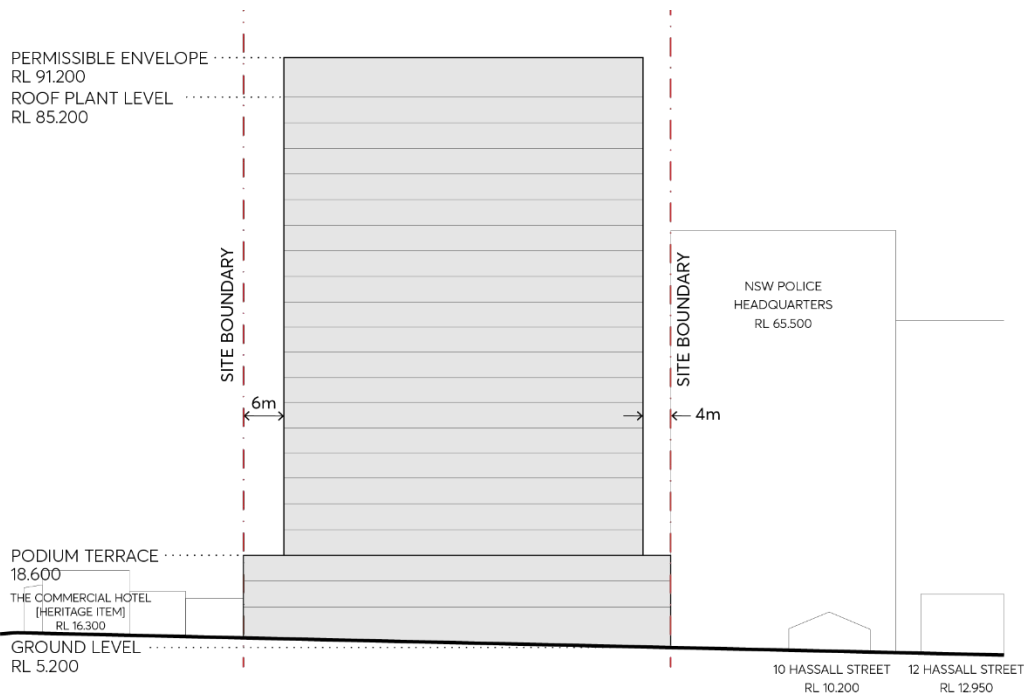 PERMISSIBLE ENVELOPE
RL 91.200
ROOF PLANT LEVEL
RL 85.200
SITE BOUNDARY
SITE BOUNDARY
NSW POLICE
HEADQUARTERS
RL 65.500
6m
4m
PODIUM TERRACE
18.600
THE COMMERCIAL HOTEL
[HERITAGE ITEM]
RL 16.300
GROUND LEVEL
RL 5.200
10 HASSALL STREET
RL 10.200
12 HASSALL STREET
RL 12.950